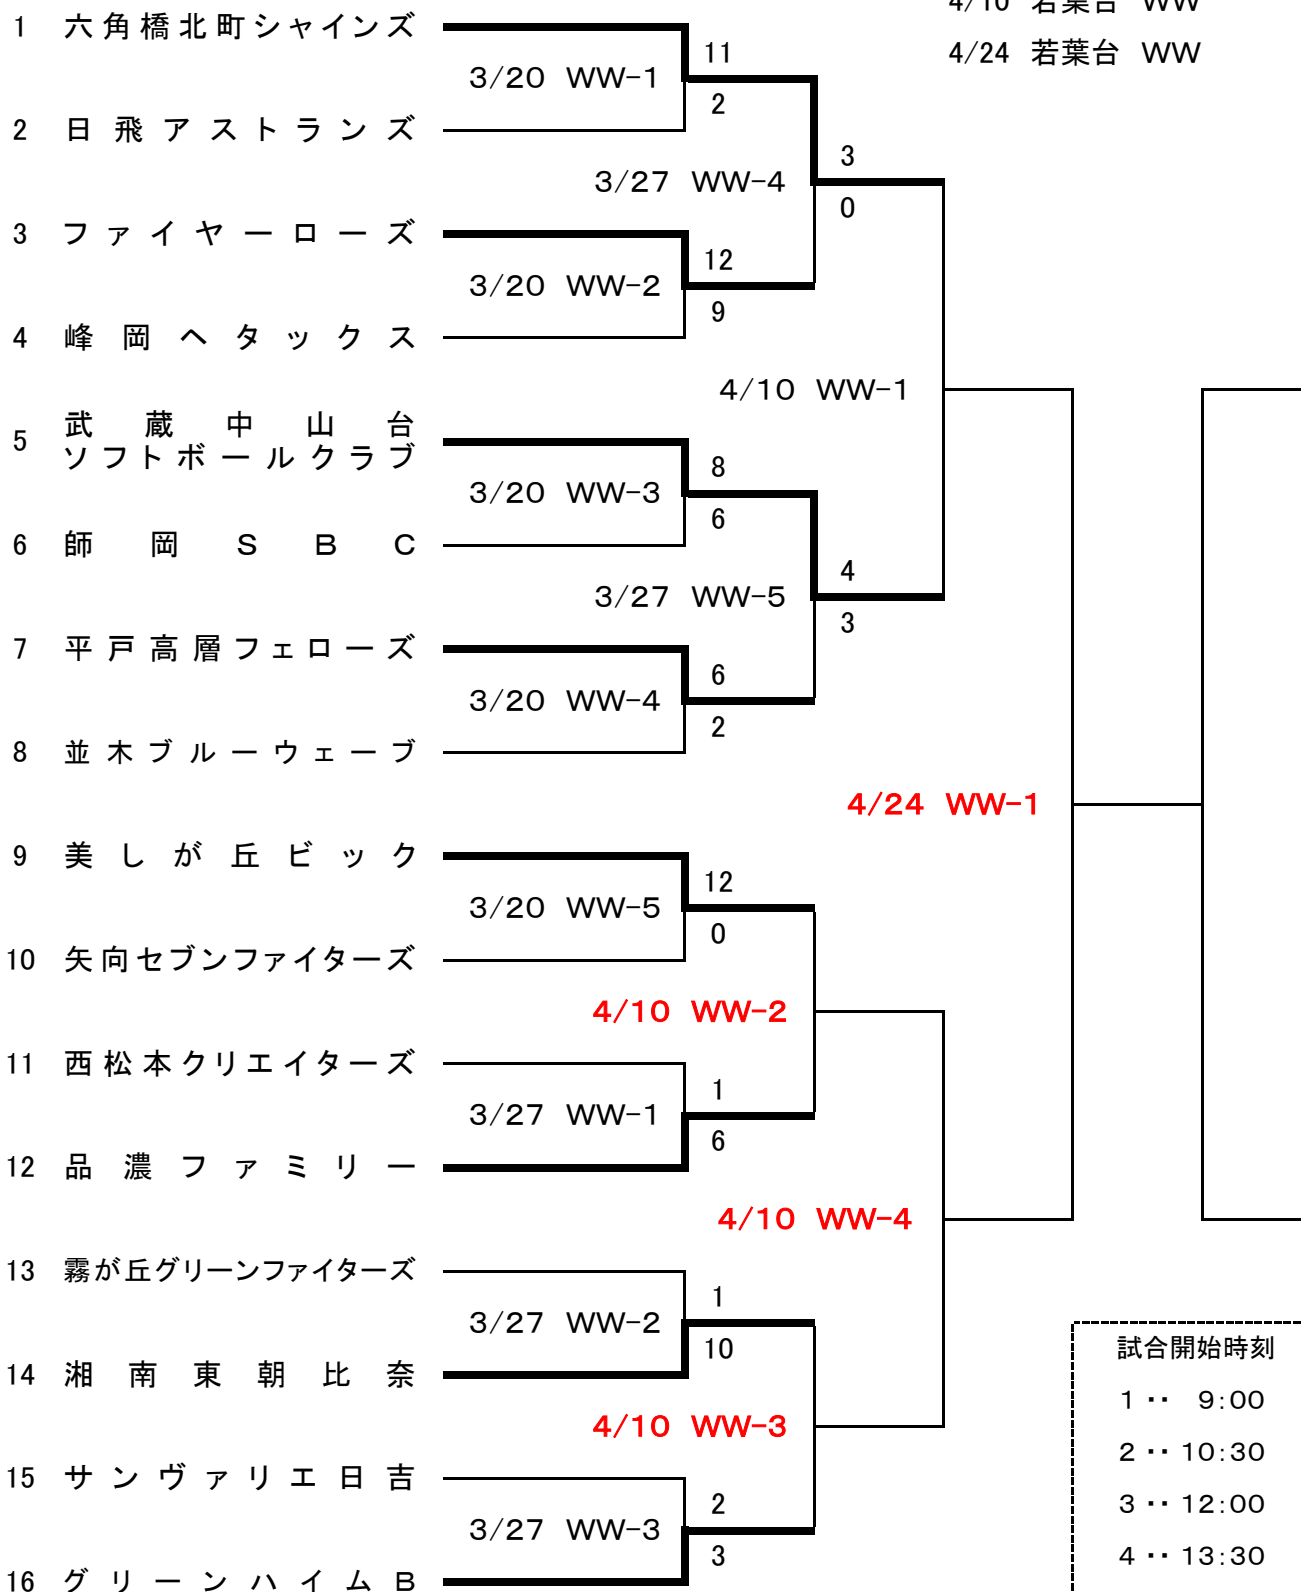 4/10 若葉台 WW
4/24 若葉台 WW
1 六角橋北町シャインズ
11
3/20 WW-1
2
2 日飛アストランズ
3
3/27 WW-4
0
3 ファイヤーローズ
12
3/20 WW-2
9
4 峰岡ヘタックス
4/10 WW-1
5 武蔵中山台
ソフトボールクラブ
8
3/20 WW-3
6
6 師岡SBC
4
3/27 WW-5
3
7 平戸高層フェローズ
6
3/20 WW-4
2
8 並木ブルーウェーブ
4/24 WW-1
9 美しが丘ビック
12
3/20 WW-5
0
10 矢向セブンファイターズ
4/10 WW-2
11 西松本クリエイターズ
1
3/27 WW-1
6
12 品濃ファミリー
4/10 WW-4
13 霧が丘グリーンファイターズ
1
3/27 WW-2
10
14 湘南東朝比奈
4/10 WW-3
15 サンヴァリエ日吉
2
3/27 WW-3
3
16 グリーンハイムB
試合開始時刻
1 ‥ 9:00
2 ‥ 10:30
3 ‥ 12:00
4 ‥ 13:30